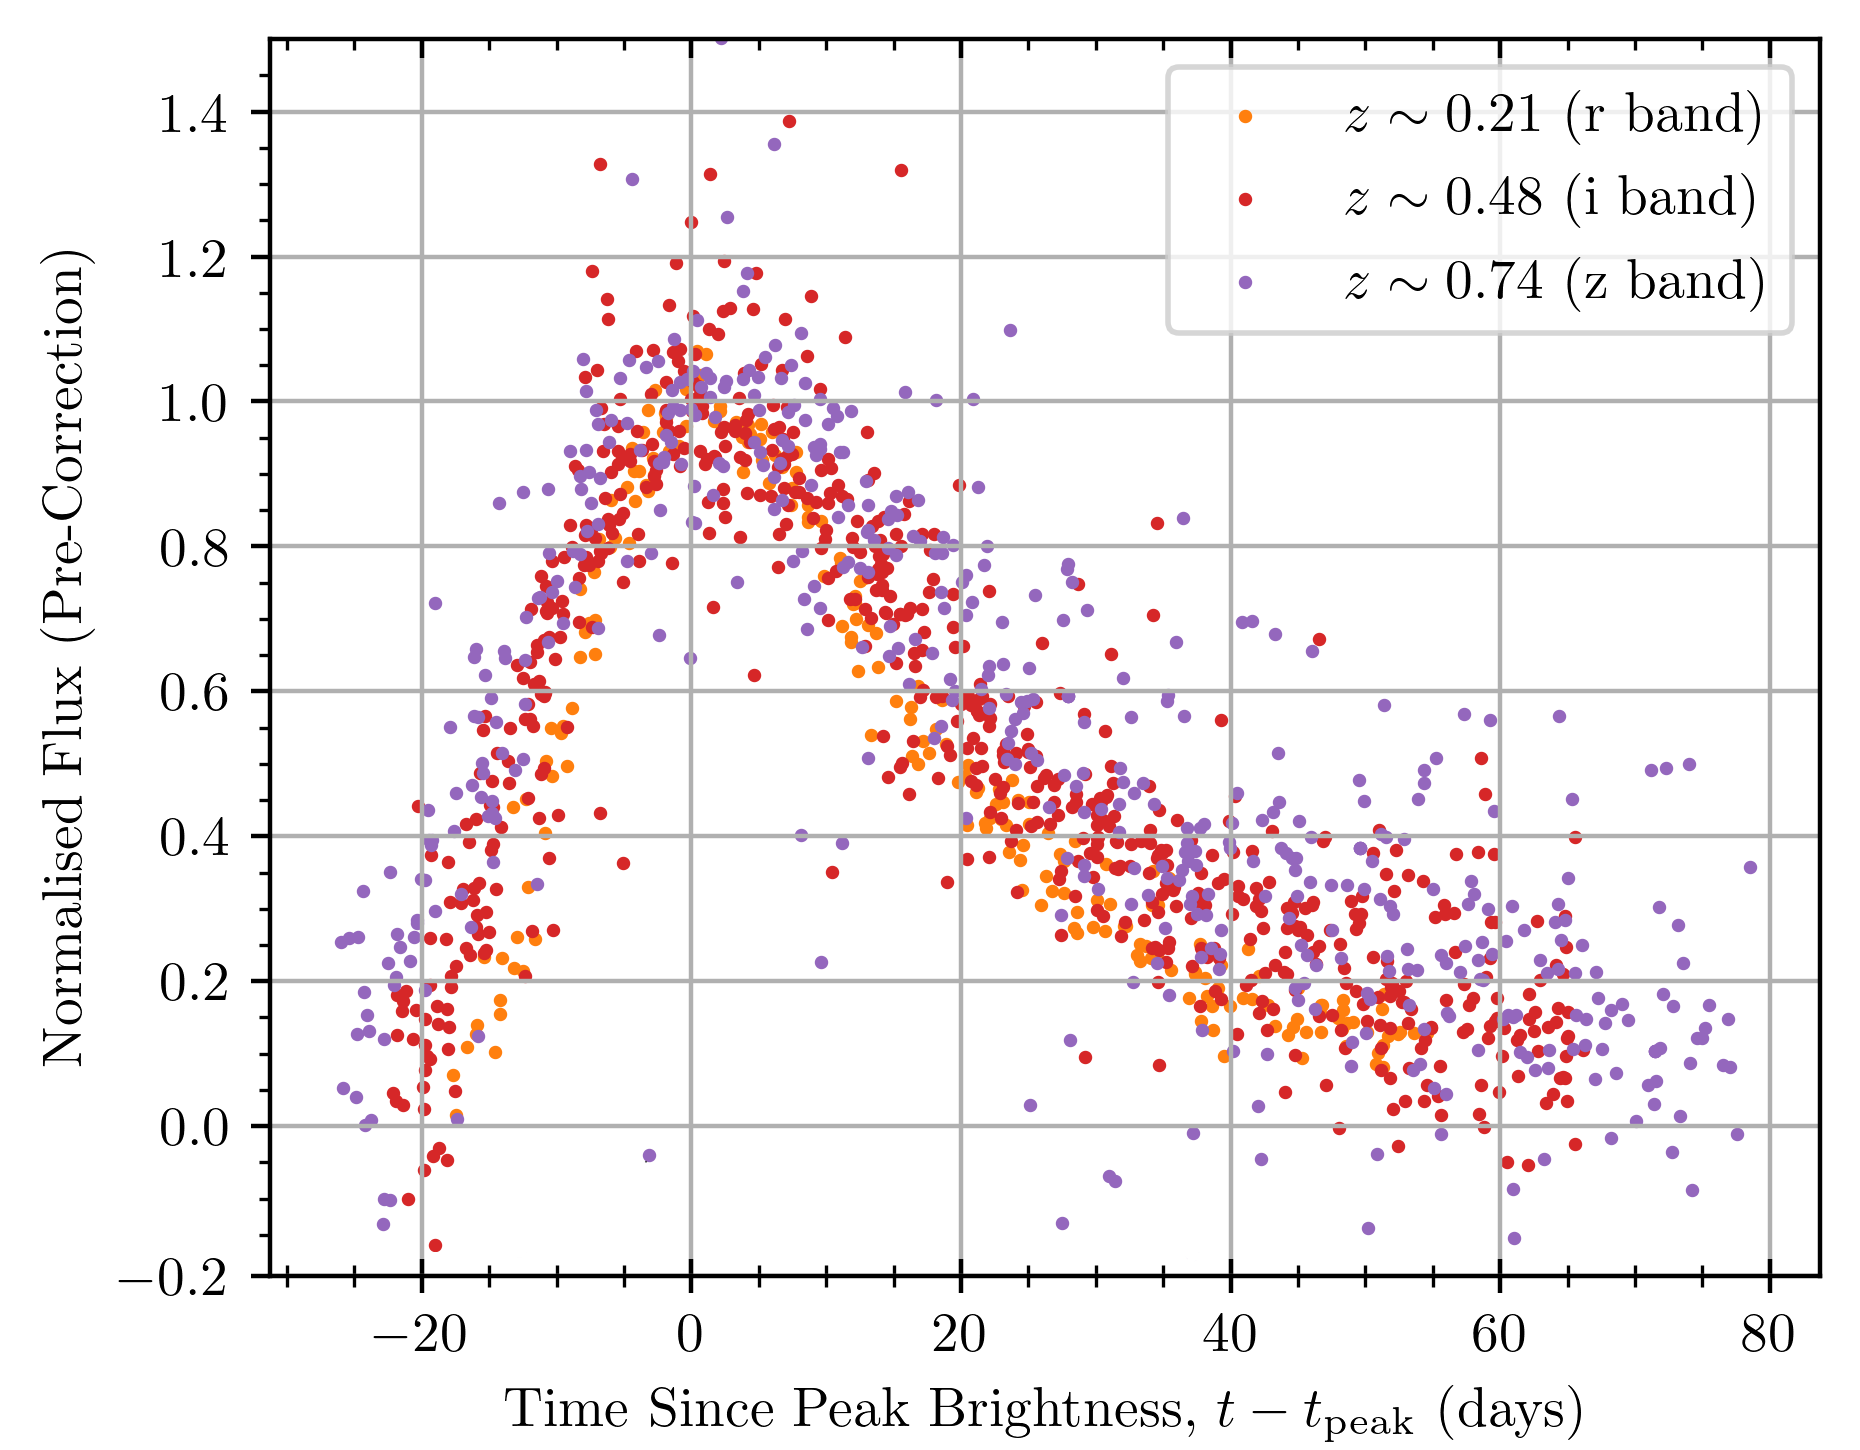 Normalised Flux (Pre-Correction)
1.4
1.2
1.0
0.8
0.6
0.4
0.2
0.0
−0.2
z ∼ 0.21 (r band)
z ∼ 0.48 (i band)
z ∼ 0.74 (z band)
−20 0 20 40 60 80
Time Since Peak Brightness, t − tpeak (days)